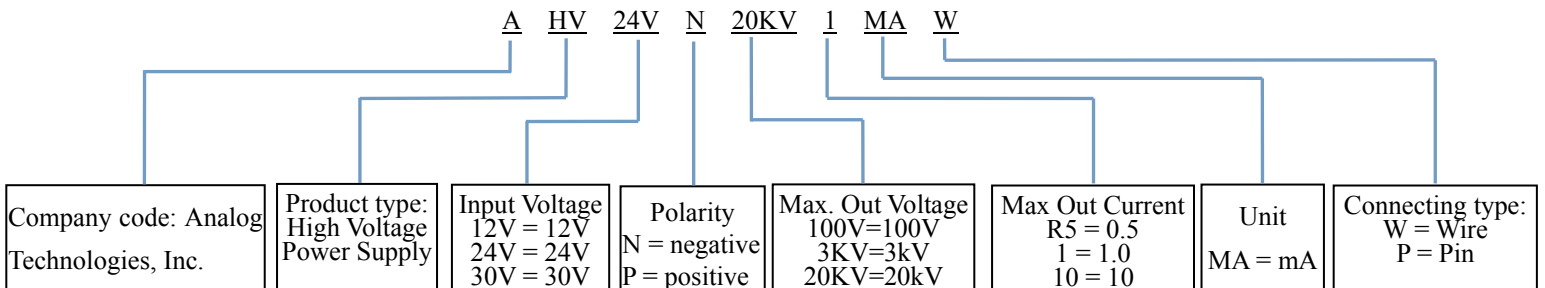 A HV 24V N 20KV 1 MA W
Company code: Analog
Technologies, Inc.
Product type:
High Voltage
Power Supply
Input Voltage
12V = 12V
24V = 24V
30V = 30V
Polarity
N = negative
P = positive
Max. Out Voltage
100V=100V
3KV=3kV
20KV=20kV
Max Out Current
R5 = 0.5
1 = 1.0
10 = 10
Unit
MA = mA
Connecting type:
W = Wire
P = Pin